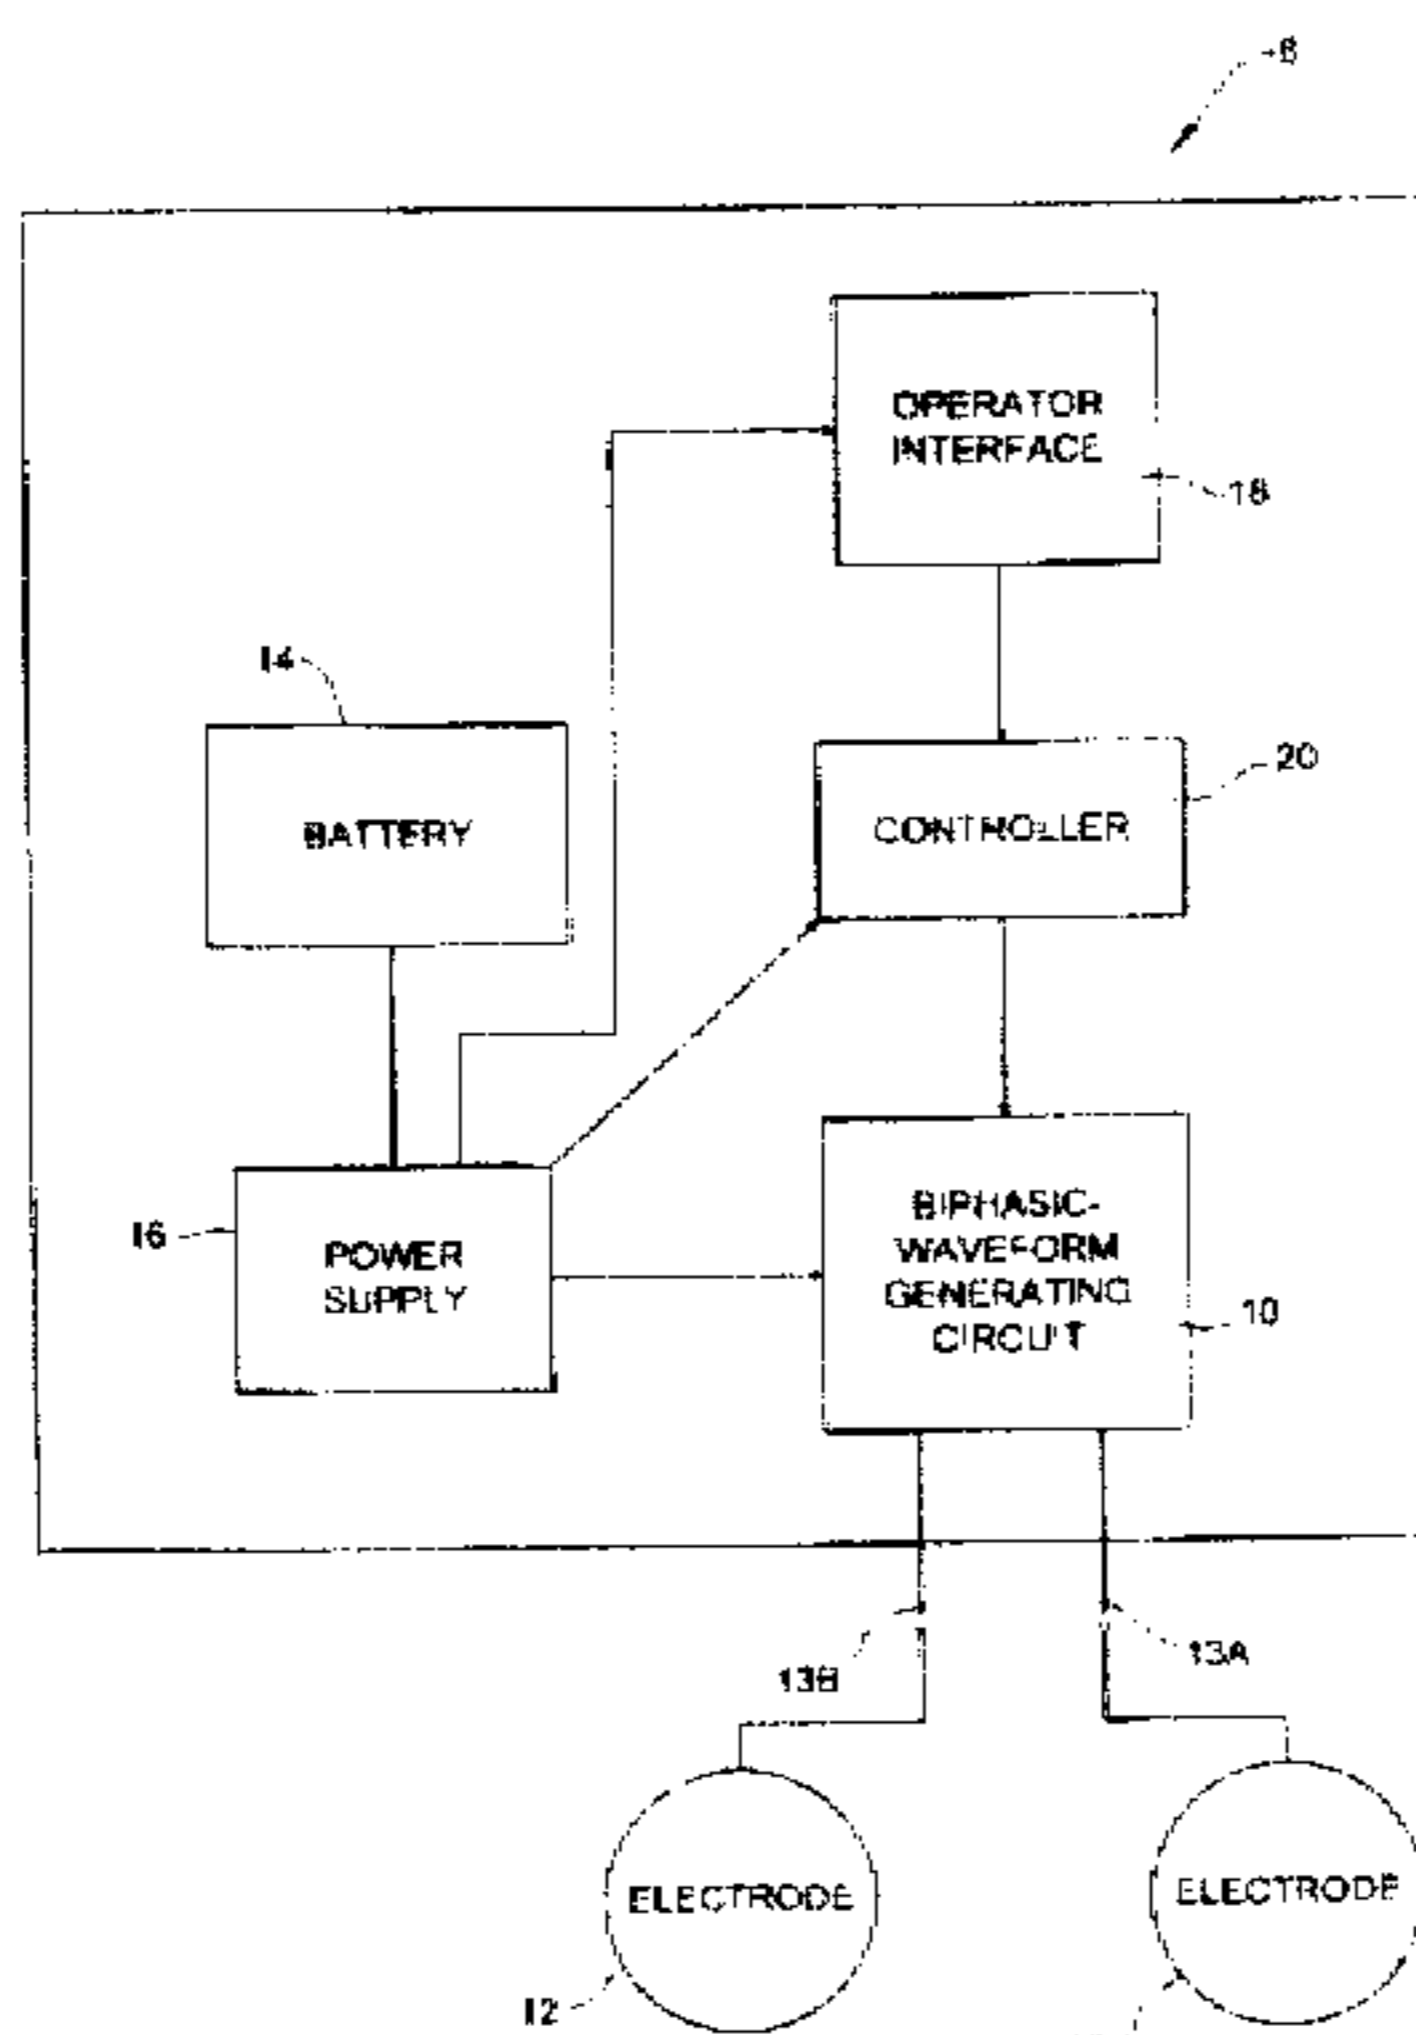 OPERATOR
INTERFACE
18
14
BATTERY
20
CONTROLLER
16
POWER
SUPPLY
BIPHASIC-
WAVEFORM
GENERATING
CIRCUIT
10
13B
13A
ELECTRODE
ELECTRODE
12